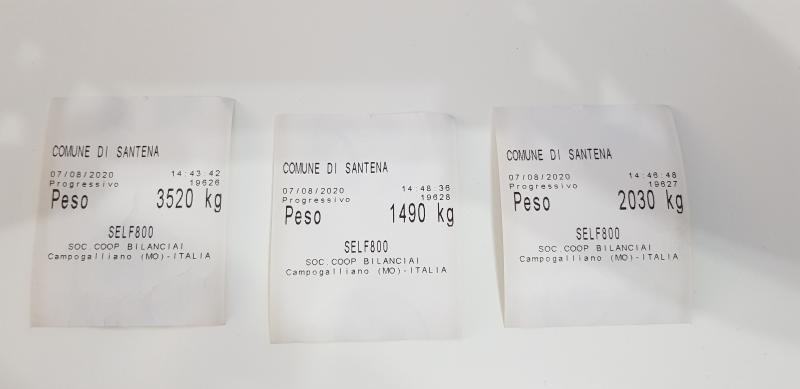 COMUNE DI SANTENA
07/08/2020 14:43:42
Progressivo 19626
Peso 3520 kg
SELF800
SOC.COOP BILANCIAI
Campogalliano (MO)-ITALIA
COMUNE DI SANTENA
07/08/2020 14:48:36
Progressivo 19628
Peso 1490 kg
SELF800
SOC.COOP BILANCIAI
Campogalliano (MO)-ITALIA
COMUNE DI SANTENA
07/08/2020 14:46:48
Progressivo 19627
Peso 2030 kg
SELF800
SOC.COOP BILANCIAI
Campogalliano (MO)-ITALIA